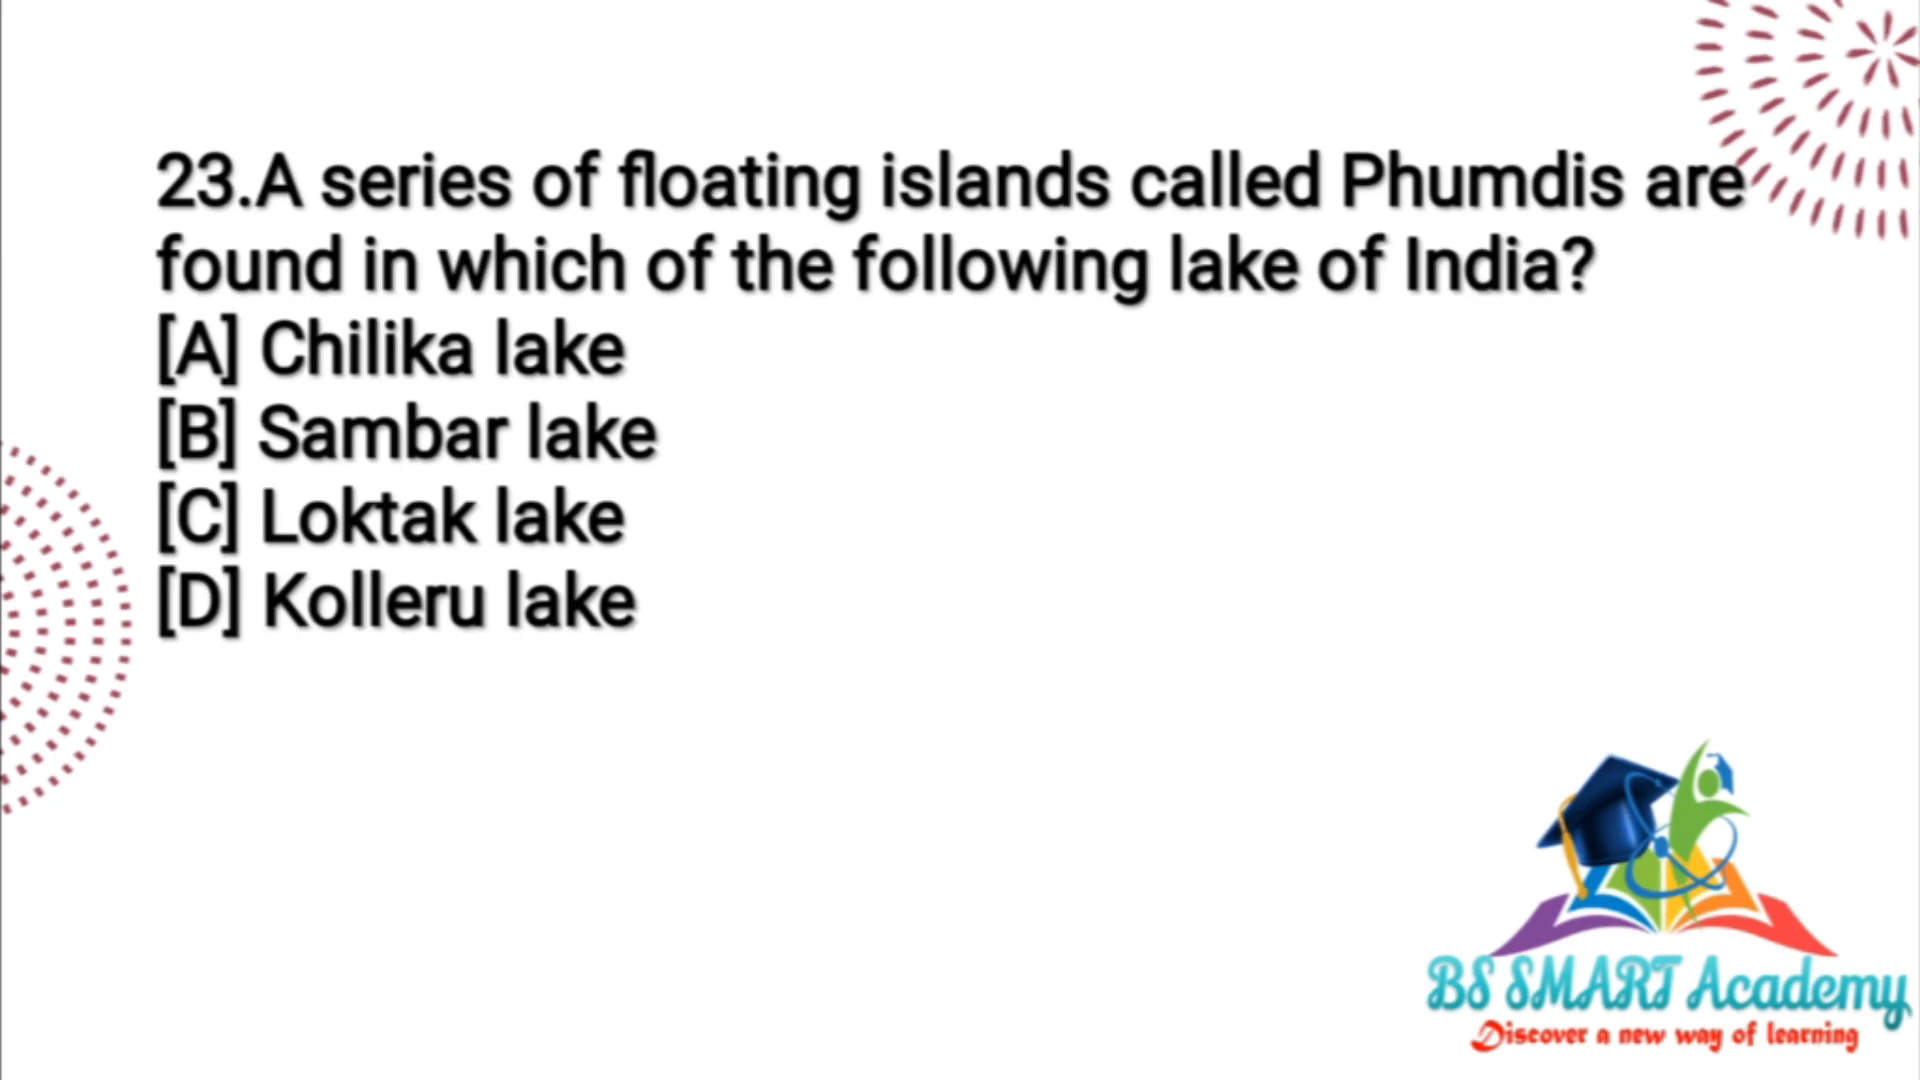 23.A series of floating islands called Phumdis are
found in which of the following lake of India?
[A] Chilika lake
[B] Sambar lake
[C] Loktak lake
[D] Kolleru lake
BS SMART Academy
Discover a new way of learning